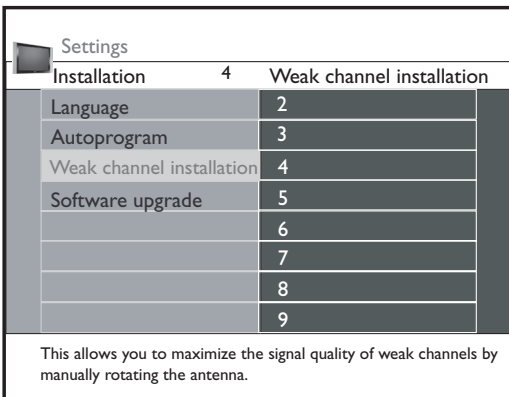 Settings
Installation 4 Weak channel installation
Language 2
Autoprogram 3
Weak channel installation 4
Software upgrade 5
6
7
8
9
This allows you to maximize the signal quality of weak channels by
manually rotating the antenna.